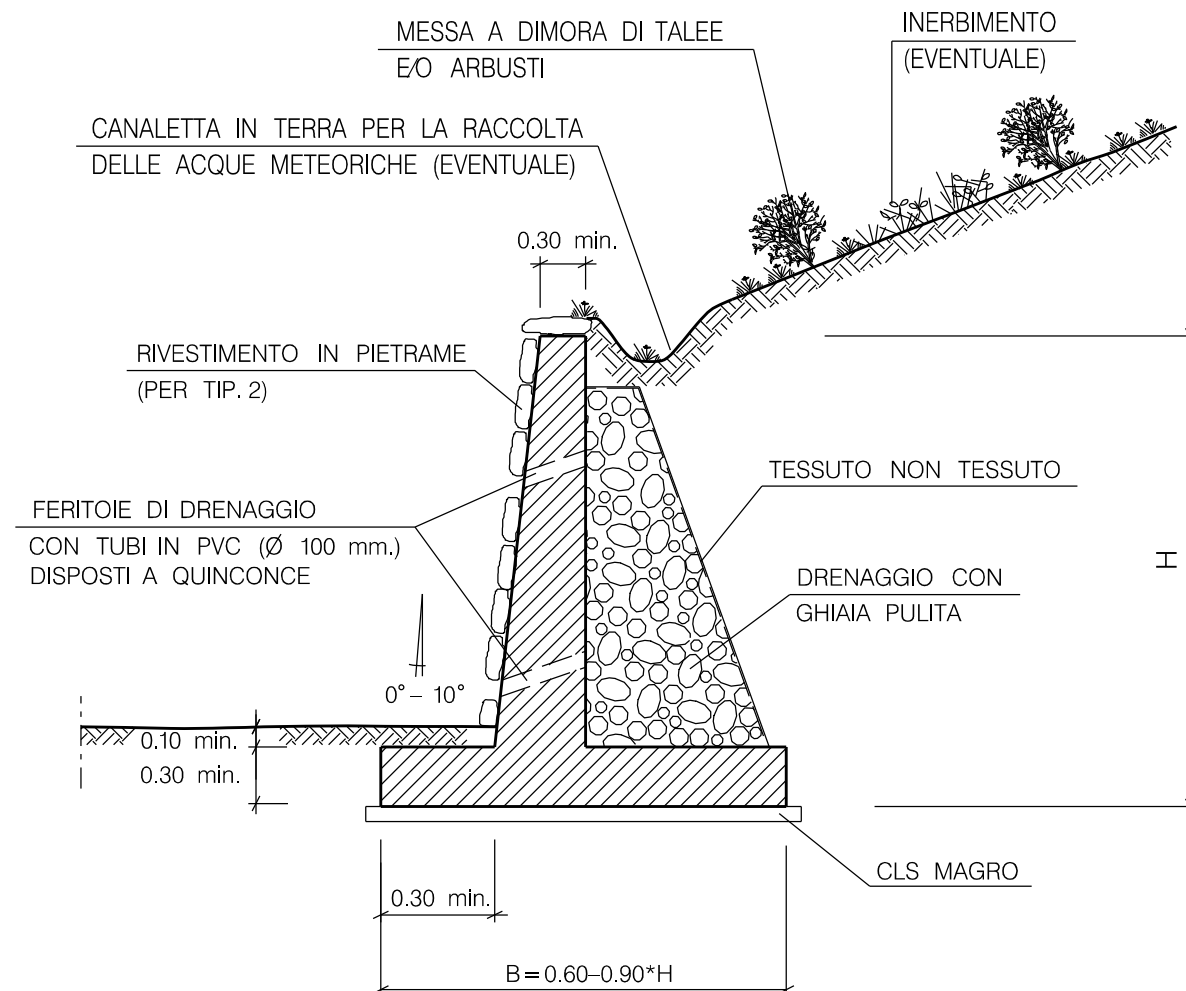 MESSA A DIMORA DI TALEE
E/O ARBUSTI
INERBIMENTO
(EVENTUALE)
CANALETTA IN TERRA PER LA RACCOLTA
DELLE ACQUE METEORICHE (EVENTUALE)
0.30 min.
RIVESTIMENTO IN PIETRAME
(PER TIP. 2)
TESSUTO NON TESSUTO
FERITOIE DI DRENAGGIO
CON TUBI IN PVC (Ø 100 mm.)
DISPOSTI A QUINCONCE
H
DRENAGGIO CON
GHIAIA PULITA
0° – 10°
0.10 min.
0.30 min.
CLS MAGRO
0.30 min.
B = 0.60–0.90*H